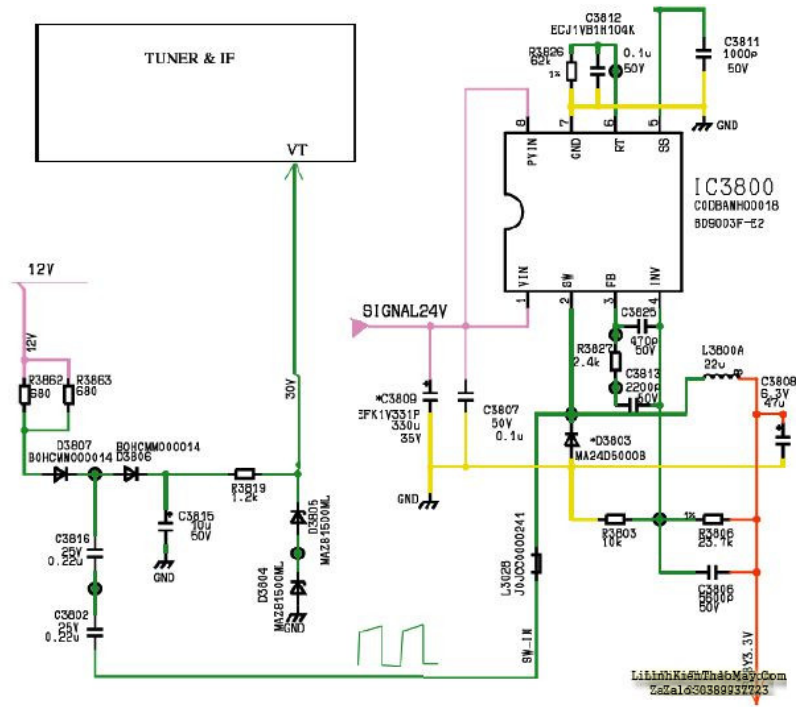 TUNER & IF
VT
C3812
ECJ1VB1H104K
R3826
62k
1%
0.1u
50V
C3811
1000p
50V
GND
8
7
6
5
PVIN
GND
RT
SS
IC3800
C0DBANH00018
BD9003F-E2
VIN
SW
FB
INV
1
2
3
4
12V
12V
SIGNAL24V
R3862
680
R3863
680
30V
C3825
470p
50V
R3827
2.4k
C3813
2200p
50V
L3800A
22u
C3808
6.3V
47u
*C3809
EFK1V331P
330u
35V
C3807
50V
0.1u
*D3803
MA24D5000B
D3807
B0HCMM000014
B0HCMM000014
D3806
R3819
1.2k
C3815
10u
50V
GND
D3805
MAZ81500ML
D3804
MAZ81500ML
GND
GND
R3803
10k
1%
R3806
23.7k
C3816
25V
0.22u
C3802
25V
0.22u
L3028
J0JCC0000241
C3806
5600p
50V
SW-IN
BY3.3V
LiLinhKienThaoMay.Com
ZaZalo:S0389937723